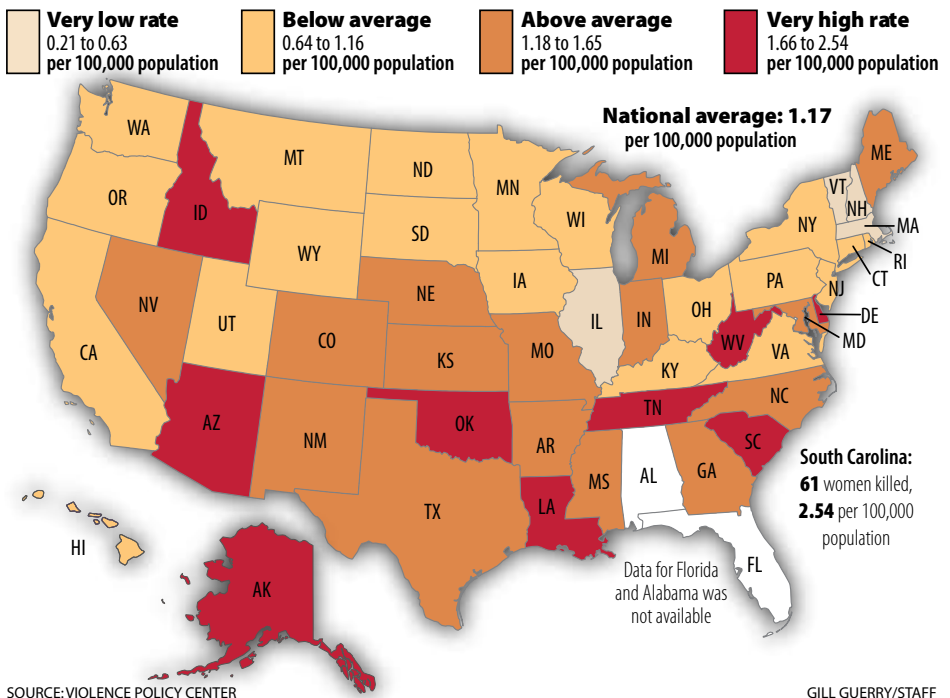 Very low rate
0.21 to 0.63
per 100,000 population
Below average
0.64 to 1.16
per 100,000 population
Above average
1.18 to 1.65
per 100,000 population
Very high rate
1.66 to 2.54
per 100,000 population
National average: 1.17
per 100,000 population
WA
OR
CA
ID
NV
AZ
UT
MT
WY
CO
NM
ND
SD
NE
KS
OK
TX
MN
IA
MO
AR
LA
WI
IL
MS
MI
IN
KY
TN
AL
OH
WV
GA
FL
SC
NC
VA
PA
NY
VT
NH
ME
MA
RI
CT
NJ
DE
MD
HI
AK
South Carolina:
61 women killed,
2.54 per 100,000
population
Data for Florida
and Alabama was
not available
SOURCE: VIOLENCE POLICY CENTER
GILL GUERRY/STAFF